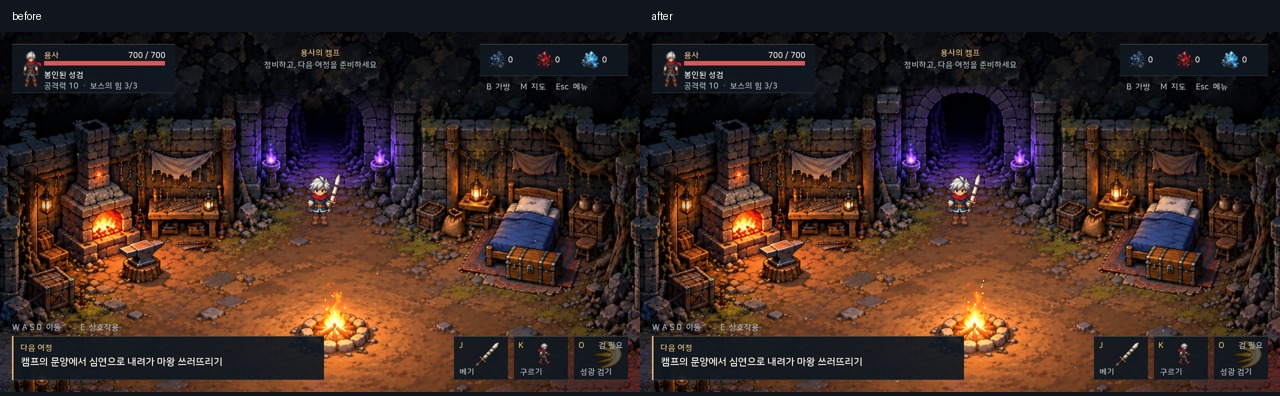 before
용사
700 / 700
봉인된 성검
공격력 10 · 보스의 힘 3/3
용사의 캠프
정비하고, 다음 여정을 준비하세요
0 0 0
B 가방 M 지도 Esc 메뉴
W A S D 이동 · E 상호작용
다음 여정
캠프의 문양에서 심연으로 내려가 마왕 쓰러뜨리기
J
베기
K
구르기
O 검 필요
성광 검기
after
용사
700 / 700
봉인된 성검
공격력 10 · 보스의 힘 3/3
용사의 캠프
정비하고, 다음 여정을 준비하세요
0 0 0
B 가방 M 지도 Esc 메뉴
W A S D 이동 · E 상호작용
다음 여정
캠프의 문양에서 심연으로 내려가 마왕 쓰러뜨리기
J
베기
K
구르기
O 검 필요
성광 검기